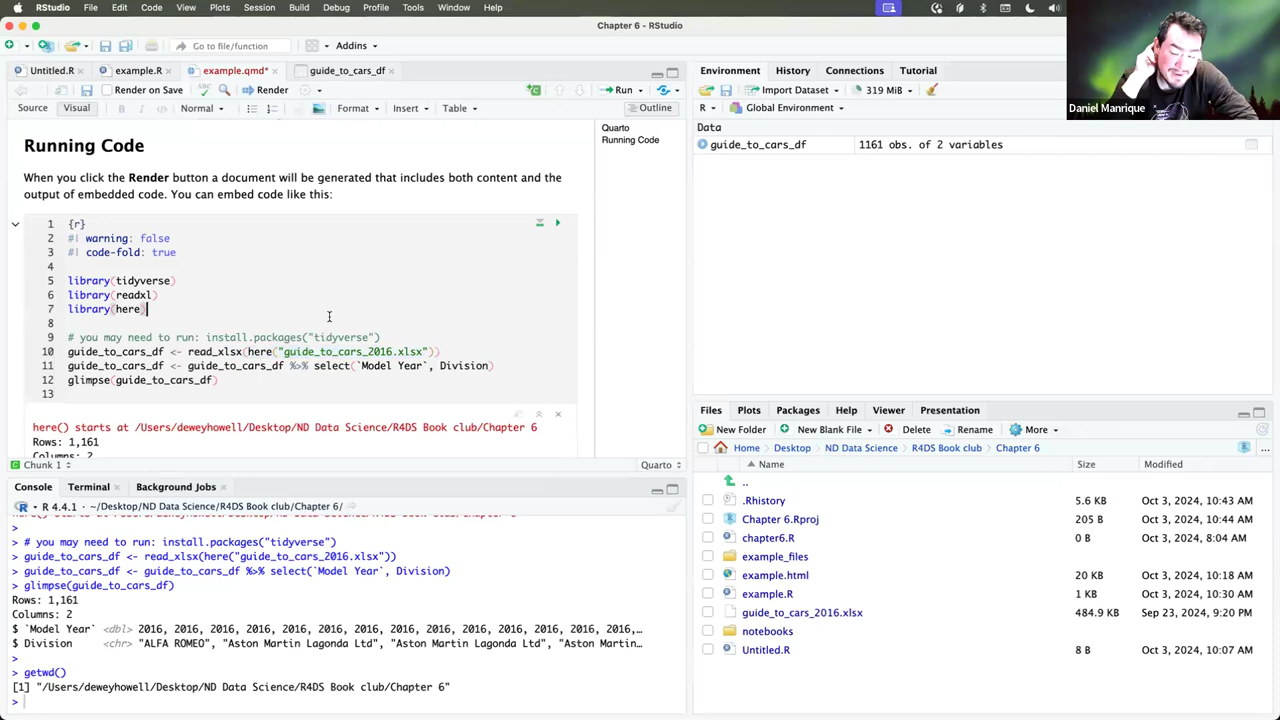 RStudio File Edit Code View Plots Session Build Debug Profile Tools Window Help
Chapter 6 - RStudio
Go to file/function Addins
Untitled.R example.R example.qmd* guide_to_cars_df
Render on Save Render Run
Source Visual B I Normal Format Insert Table Outline
Quarto
Running Code
Running Code
When you click the Render button a document will be generated that includes both content and the
output of embedded code. You can embed code like this:
1 {r}
2 #| warning: false
3 #| code-fold: true
4
5 library(tidyverse)
6 library(readxl)
7 library(here)
8
9 # you may need to run: install.packages("tidyverse")
10 guide_to_cars_df <- read_xlsx(here("guide_to_cars_2016.xlsx"))
11 guide_to_cars_df <- guide_to_cars_df %>% select(`Model Year`, Division)
12 glimpse(guide_to_cars_df)
13
here() starts at /Users/deweyhowell/Desktop/ND Data Science/R4DS Book club/Chapter 6
Rows: 1,161
Columns: 2
Chunk 1 Quarto
Console Terminal Background Jobs
R 4.4.1 · ~/Desktop/ND Data Science/R4DS Book club/Chapter 6/
>
> # you may need to run: install.packages("tidyverse")
> guide_to_cars_df <- read_xlsx(here("guide_to_cars_2016.xlsx"))
> guide_to_cars_df <- guide_to_cars_df %>% select(`Model Year`, Division)
> glimpse(guide_to_cars_df)
Rows: 1,161
Columns: 2
$ `Model Year` <dbl> 2016, 2016, 2016, 2016, 2016, 2016, 2016, 2016, 2016, 2016, 2016, 2016,…
$ Division <chr> "ALFA ROMEO", "Aston Martin Lagonda Ltd", "Aston Martin Lagonda Ltd", "Aston Martin…
>
> getwd()
[1] "/Users/deweyhowell/Desktop/ND Data Science/R4DS Book club/Chapter 6"
>
Environment History Connections Tutorial
Import Dataset 319 MiB
R Global Environment
Data
guide_to_cars_df 1161 obs. of 2 variables
Files Plots Packages Help Viewer Presentation
New Folder New Blank File Delete Rename More
Home Desktop ND Data Science R4DS Book club Chapter 6
Name Size Modified
..
.Rhistory 5.6 KB Oct 3, 2024, 10:43 AM
Chapter 6.Rproj 205 B Oct 3, 2024, 10:44 AM
chapter6.R 0 B Oct 3, 2024, 8:04 AM
example_files
example.html 20 KB Oct 3, 2024, 10:18 AM
example.R 1 KB Oct 3, 2024, 10:30 AM
guide_to_cars_2016.xlsx 484.9 KB Sep 23, 2024, 9:20 PM
notebooks
Untitled.R 8 B Oct 3, 2024, 10:07 AM
Daniel Manrique